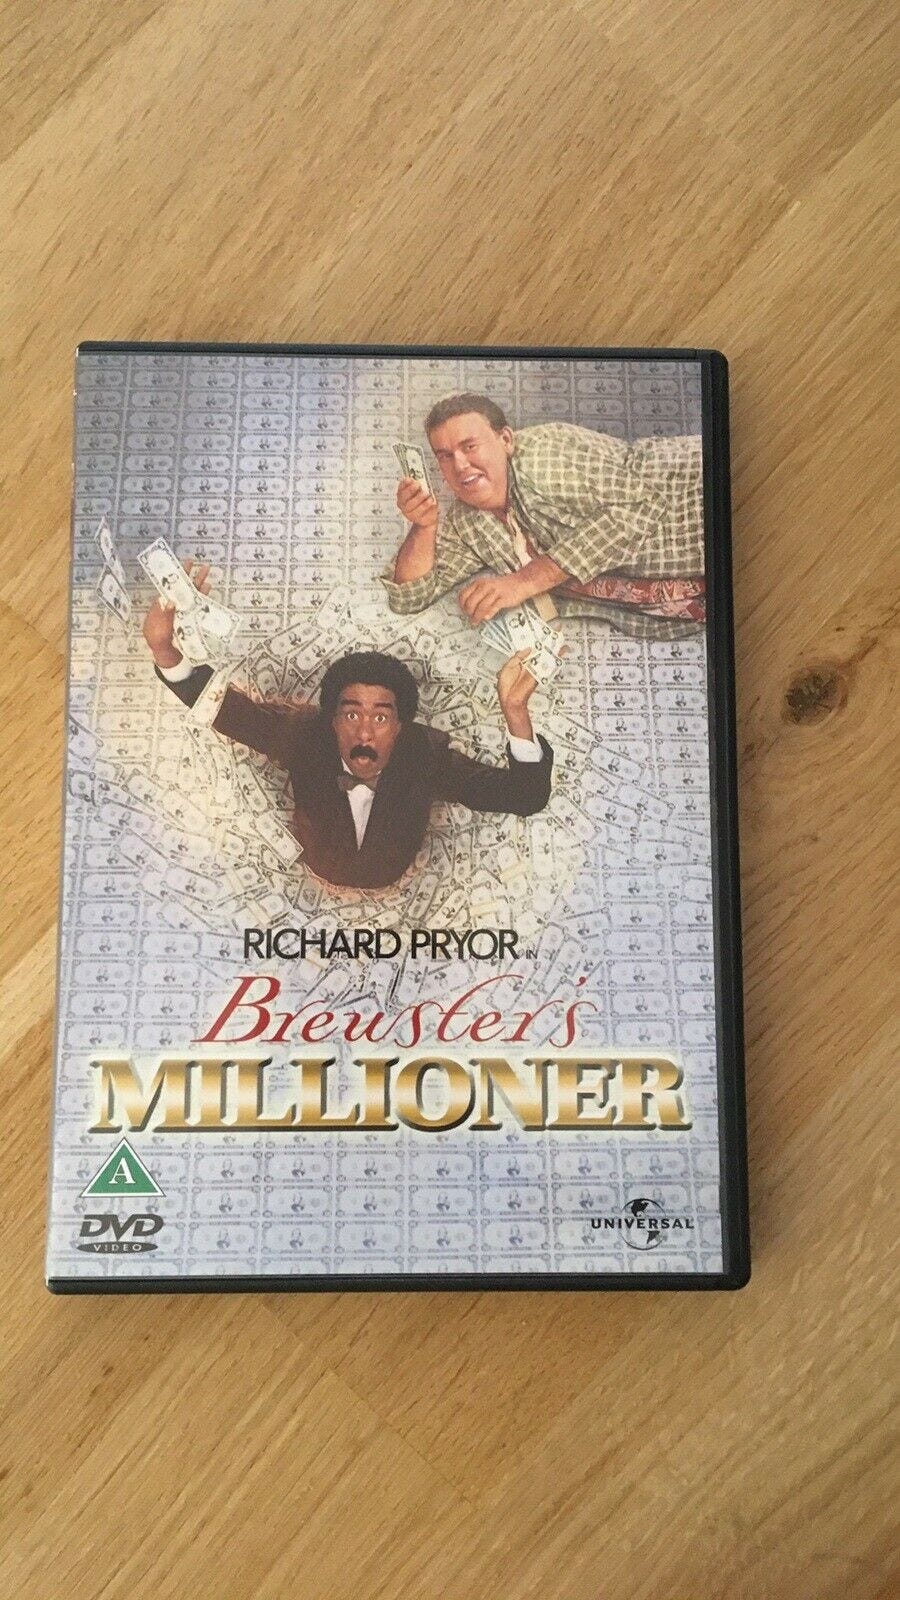 RICHARD PRYOR IN
Brewster's
MILLIONER
A
DVD
VIDEO
UNIVERSAL